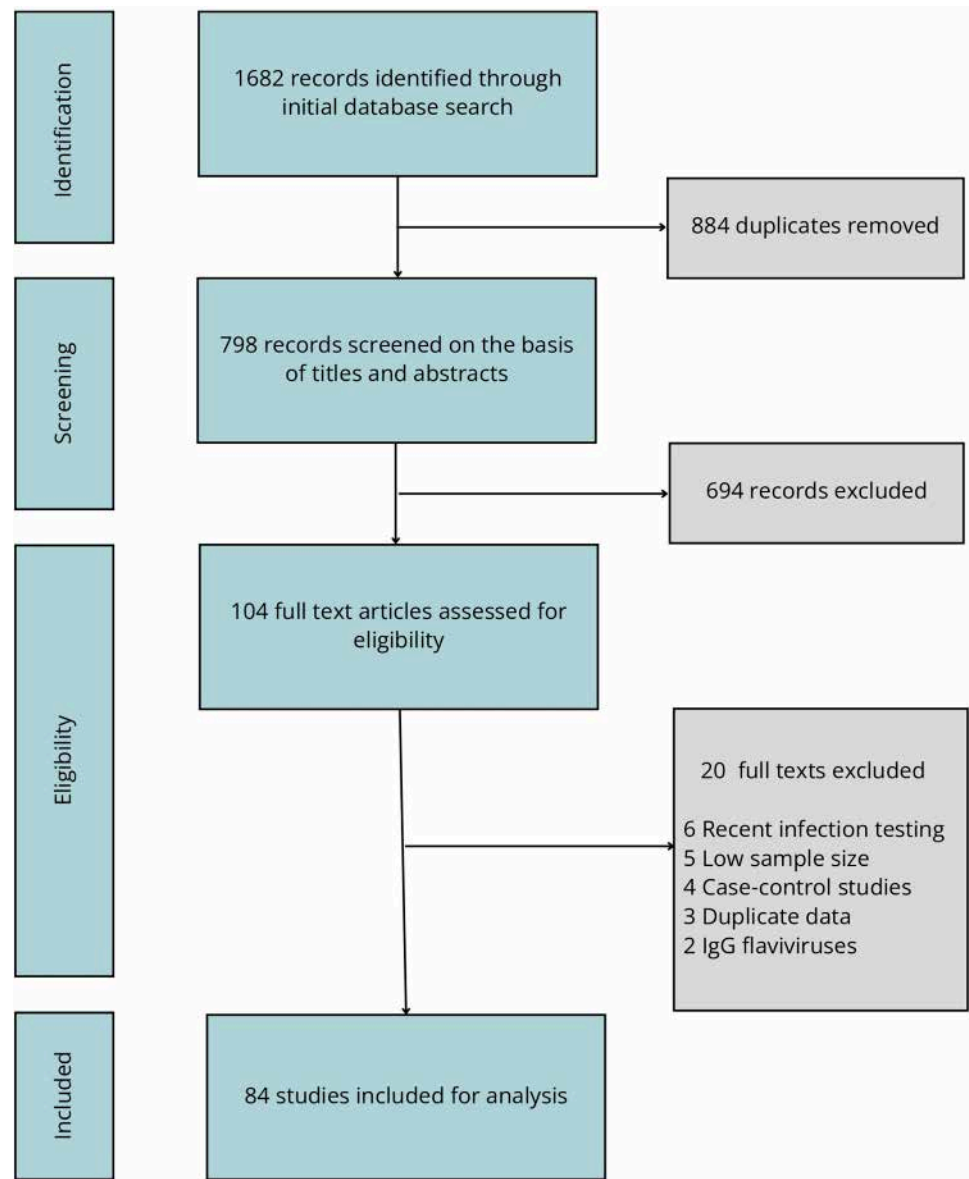 Identification
1682 records identified through
initial database search
884 duplicates removed
Screening
798 records screened on the basis
of titles and abstracts
694 records excluded
Eligibility
104 full text articles assessed for
eligibility
20 full texts excluded
6 Recent infection testing
5 Low sample size
4 Case-control studies
3 Duplicate data
2 IgG flaviviruses
Included
84 studies included for analysis